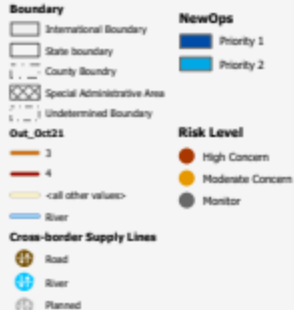 Boundary
International Boundary
State boundary
County Boundry
Special Administrative Area
Undetermined Boundary
Out_Oct21
3
4
<all other values>
River
Cross-border Supply Lines
Road
River
Planned
NewOps
Priority 1
Priority 2
Risk Level
High Concern
Moderate Concern
Monitor